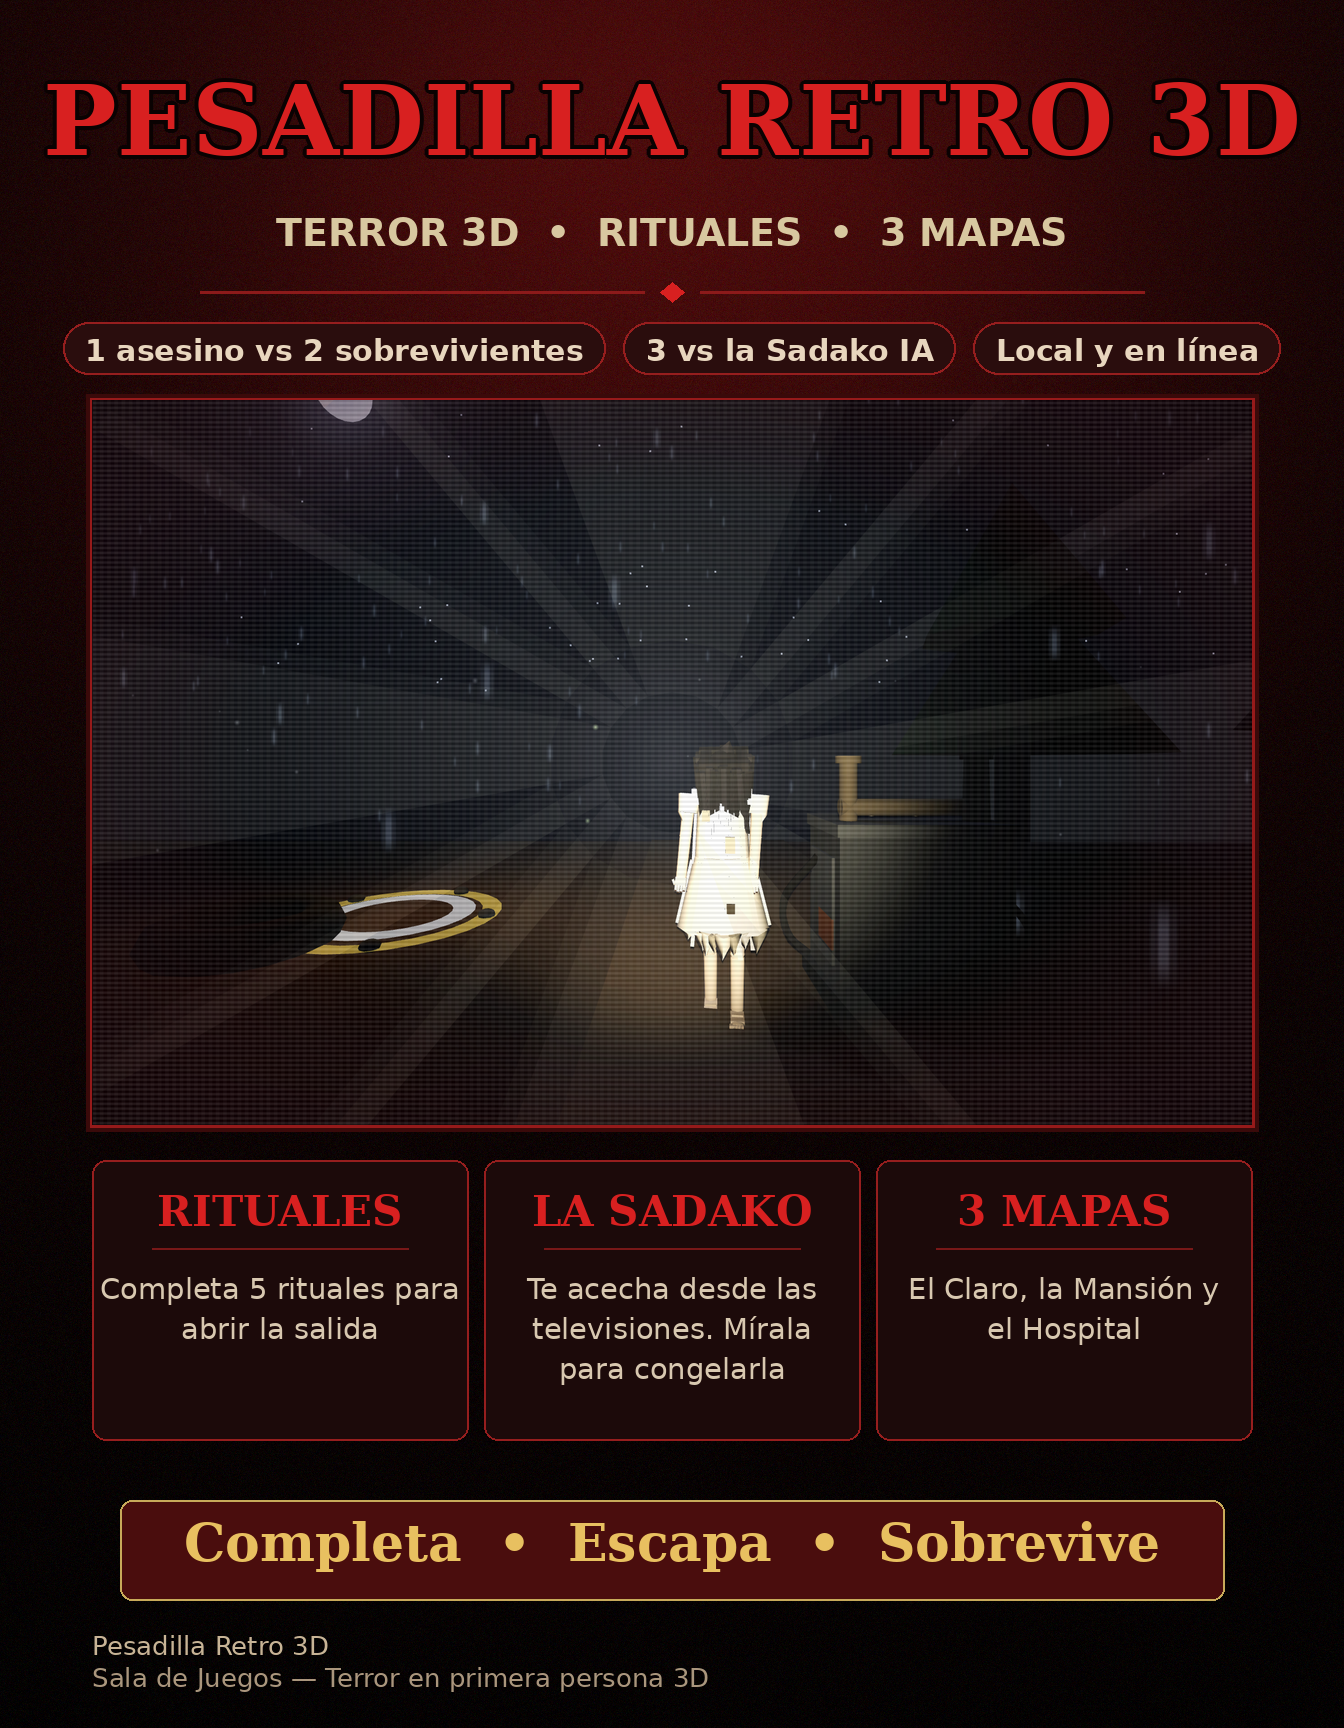 PESADILLA RETRO 3D
TERROR 3D • RITUALES • 3 MAPAS
1 asesino vs 2 sobrevivientes
3 vs la Sadako IA
Local y en línea
RITUALES
Completa 5 rituales para
abrir la salida
LA SADAKO
Te acecha desde las
televisiones. Mírala
para congelarla
3 MAPAS
El Claro, la Mansión y
el Hospital
Completa • Escapa • Sobrevive
Pesadilla Retro 3D
Sala de Juegos — Terror en primera persona 3D